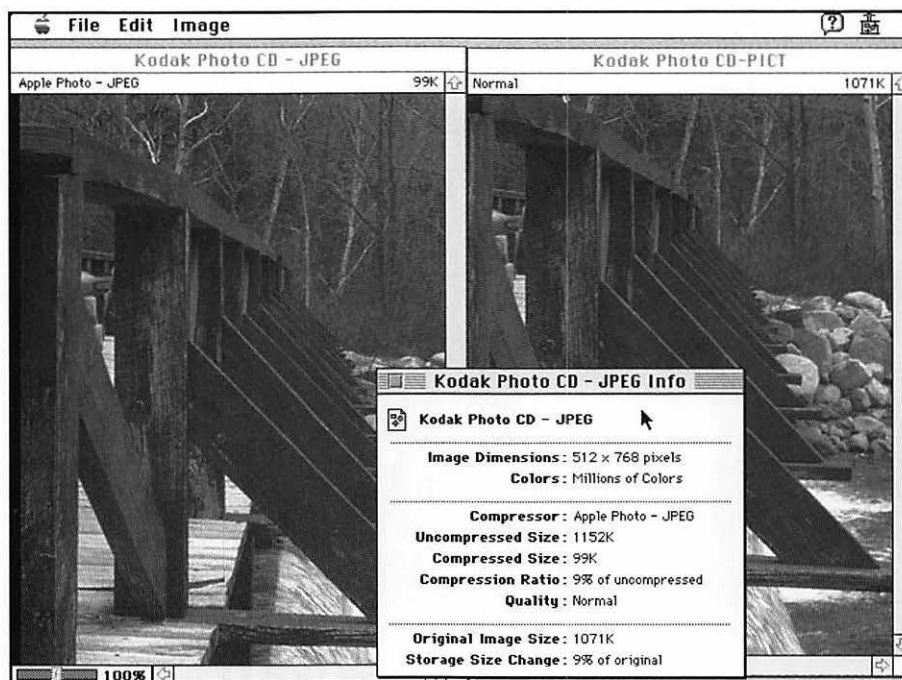 File Edit Image
Kodak Photo CD - JPEG
Apple Photo - JPEG 99K
Kodak Photo CD-PICT
Normal 1071K
Kodak Photo CD - JPEG Info
Kodak Photo CD - JPEG
Image Dimensions: 512 x 768 pixels
Colors: Millions of Colors
Compressor: Apple Photo - JPEG
Uncompressed Size: 1152K
Compressed Size: 99K
Compression Ratio: 9% of uncompressed
Quality: Normal
Original Image Size: 1071K
Storage Size Change: 9% of original
100%